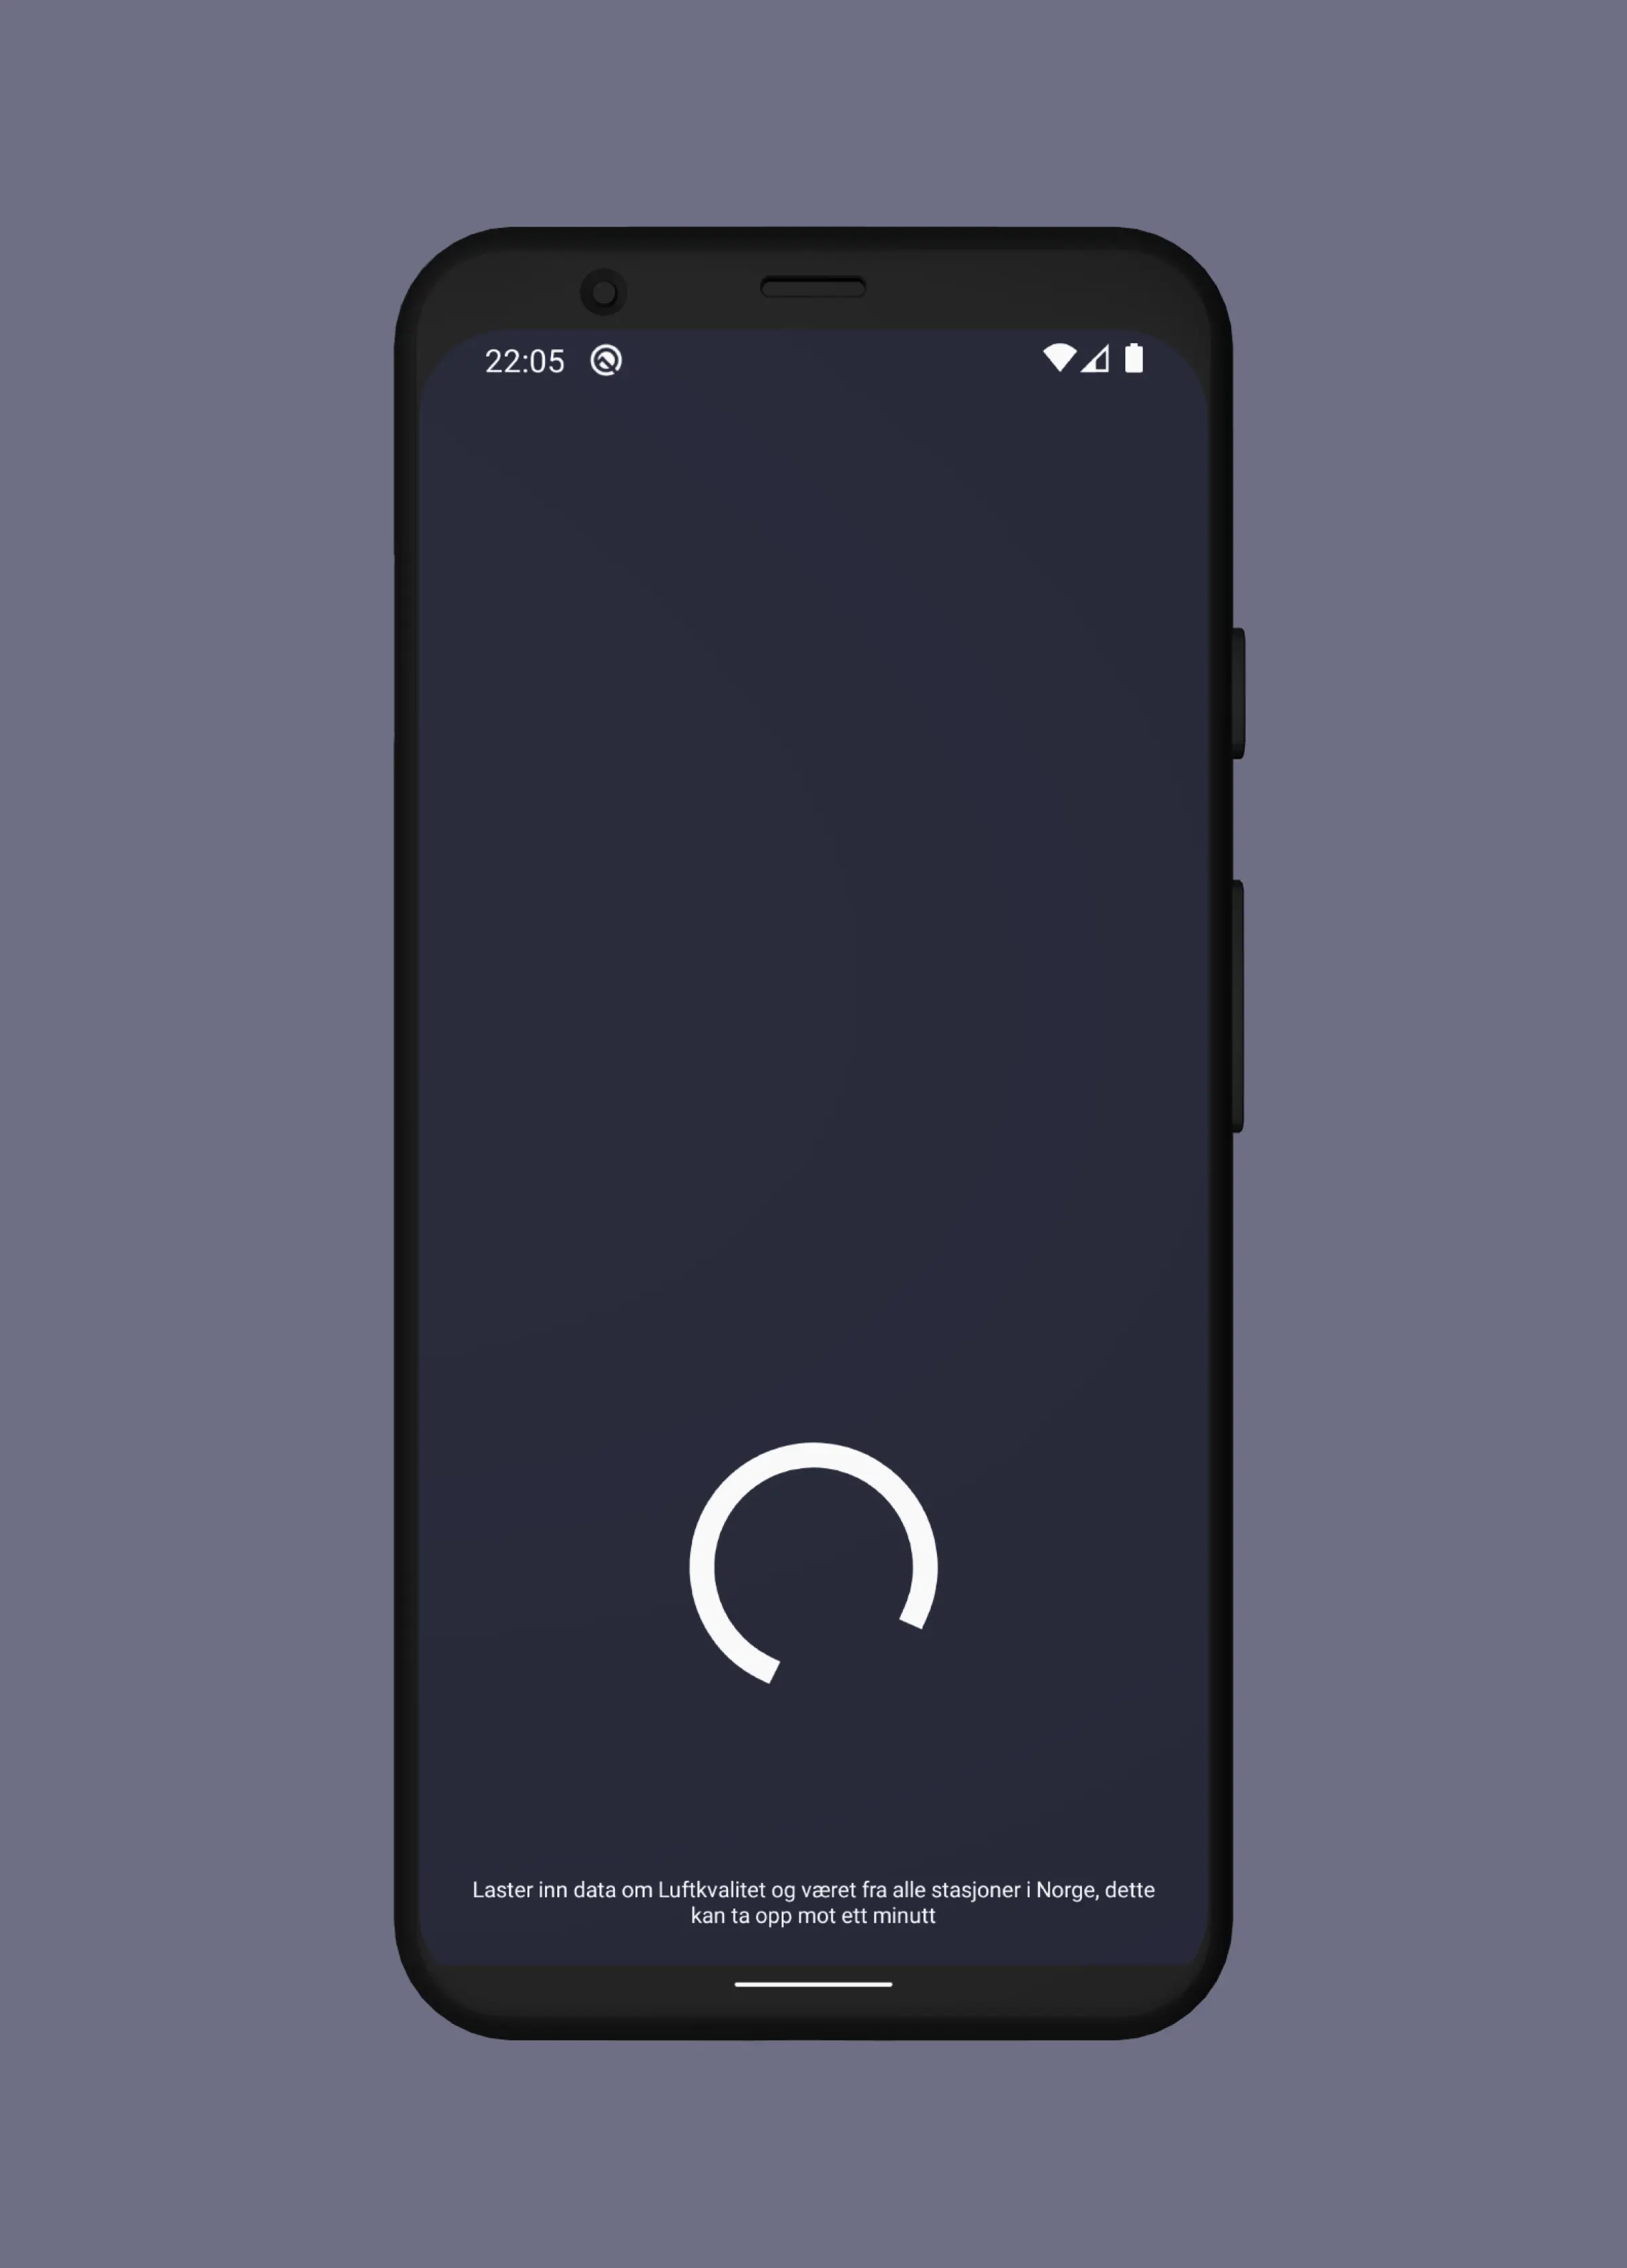 22:05
Laster inn data om Luftkvalitet og været fra alle stasjoner i Norge, dette
kan ta opp mot ett minutt